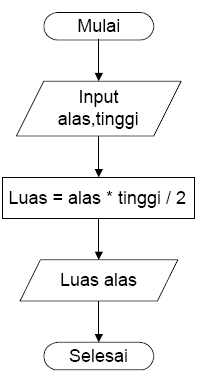 Mulai
Input
alas,tinggi
Luas = alas * tinggi / 2
Luas alas
Selesai